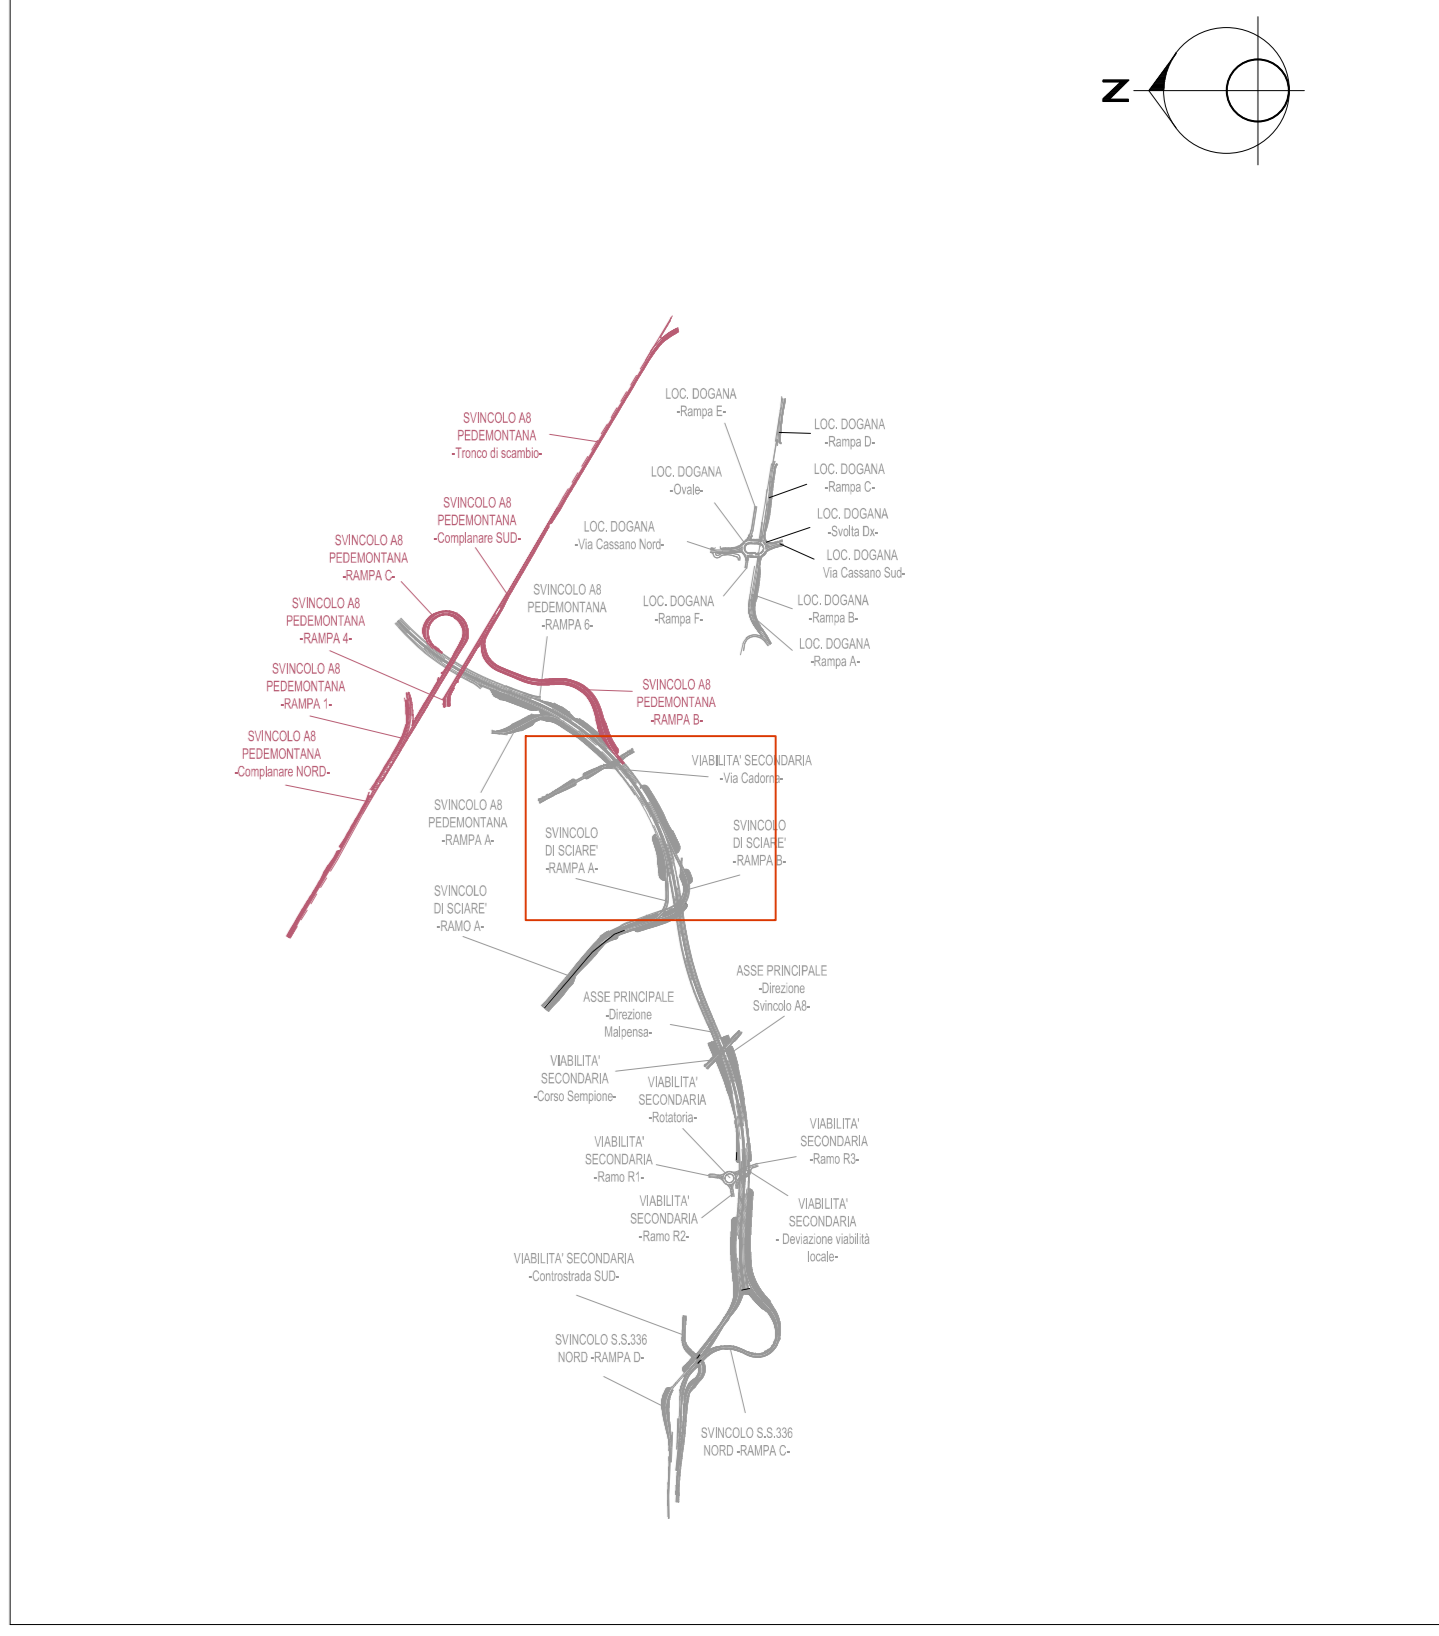 N
SVINCOLO A8
PEDEMONTANA
-Tronco di scambio-
LOC. DOGANA
-Rampa E-
LOC. DOGANA
-Rampa D-
LOC. DOGANA
-Ovale-
LOC. DOGANA
-Rampa C-
SVINCOLO A8
PEDEMONTANA
-Complanare SUD-
LOC. DOGANA
-Via Cassano Nord-
LOC. DOGANA
-Svolta Dx-
SVINCOLO A8
PEDEMONTANA
-RAMPA C-
LOC. DOGANA
Via Cassano Sud-
SVINCOLO A8
PEDEMONTANA
-RAMPA 6-
LOC. DOGANA
-Rampa F-
LOC. DOGANA
-Rampa B-
SVINCOLO A8
PEDEMONTANA
-RAMPA 4-
LOC. DOGANA
-Rampa A-
SVINCOLO A8
PEDEMONTANA
-RAMPA 1-
SVINCOLO A8
PEDEMONTANA
-RAMPA B-
SVINCOLO A8
PEDEMONTANA
-Complanare NORD-
VIABILITA' SECONDARIA
-Via Cadorna-
SVINCOLO A8
PEDEMONTANA
-RAMPA A-
SVINCOLO
DI SCIARE'
-RAMPA A-
SVINCOLO
DI SCIARE'
-RAMPA B-
SVINCOLO
DI SCIARE'
-RAMO A-
ASSE PRINCIPALE
-Direzione
Svincolo A8-
ASSE PRINCIPALE
-Direzione
Malpensa-
VIABILITA'
SECONDARIA
-Corso Sempione-
VIABILITA'
SECONDARIA
-Rotatoria-
VIABILITA'
SECONDARIA
-Ramo R3-
VIABILITA'
SECONDARIA
-Ramo R1-
VIABILITA'
SECONDARIA
-Ramo R2-
VIABILITA'
SECONDARIA
- Deviazione viabilità
locale-
VIABILITA' SECONDARIA
-Controstrada SUD-
SVINCOLO S.S.336
NORD -RAMPA D-
SVINCOLO S.S.336
NORD -RAMPA C-